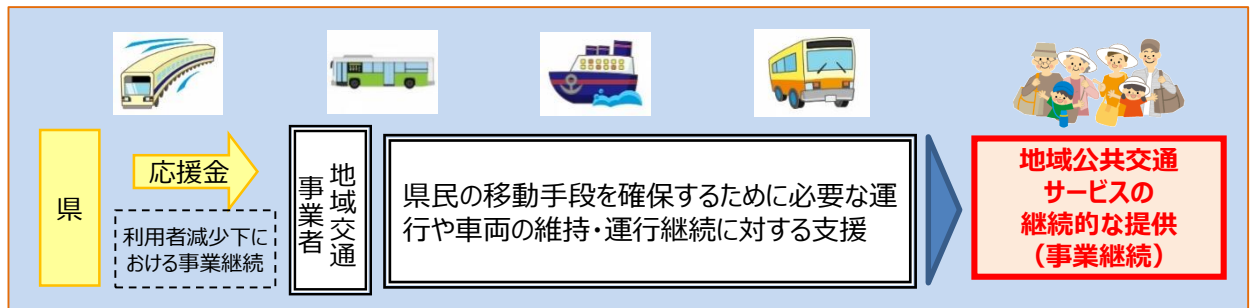 県
応援金
利用者減少下に
おける事業継続
地域交通
事業者
県民の移動手段を確保するために必要な運
行や車両の維持・運行継続に対する支援
地域公共交通
サービスの
継続的な提供
（事業継続）